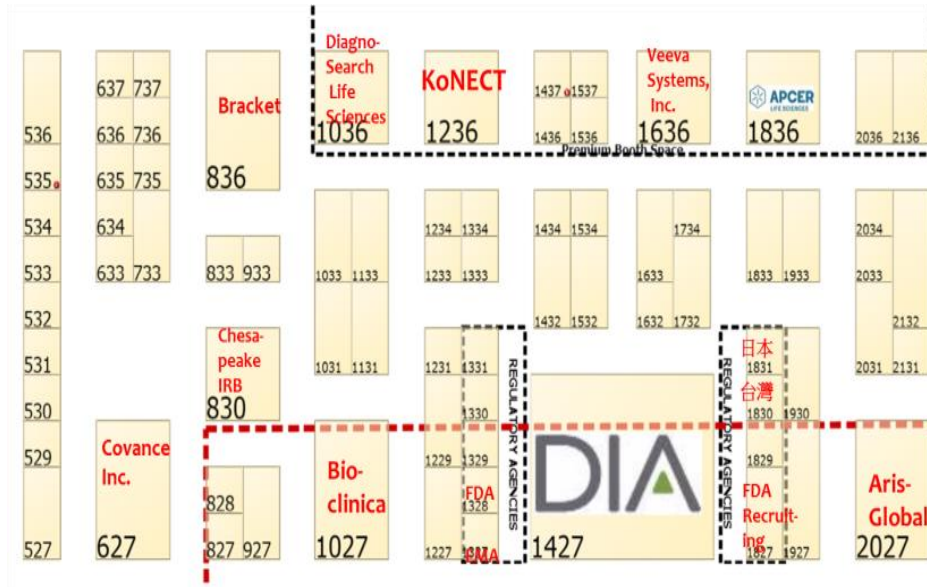 Diagno-
Search Life
Sciences
1036
KoNECT
1236
1437 1537
1436 1536
Veeva
Systems,
Inc.
1636
APCER
LIFE SCIENCES
1836
2036 2136
Premium Booth Space
637 737
636 736
635 735
634
633 733
Bracket
836
536
535
534
533
532
531
530
529
527
833 933
1033 1133
1031 1131
1234 1334
1233 1333
1434 1534
1432 1532
1734
1633
1632 1732
1833 1933
2034
2033
2132
2031 2131
Chesa-
peake
IRB
830
1231 1331
1330
1229 1329
FDA
1328
1227
EMA
REGULATORY AGENCIES
REGULATORY AGENCIES
日本
1831
台灣
1830 1930
1829
FDA
Recruit-
ing
1827 1927
Covance
Inc.
627
828
827 927
Bio-
clinica
1027
DIA
1427
Aris-
Global
2027